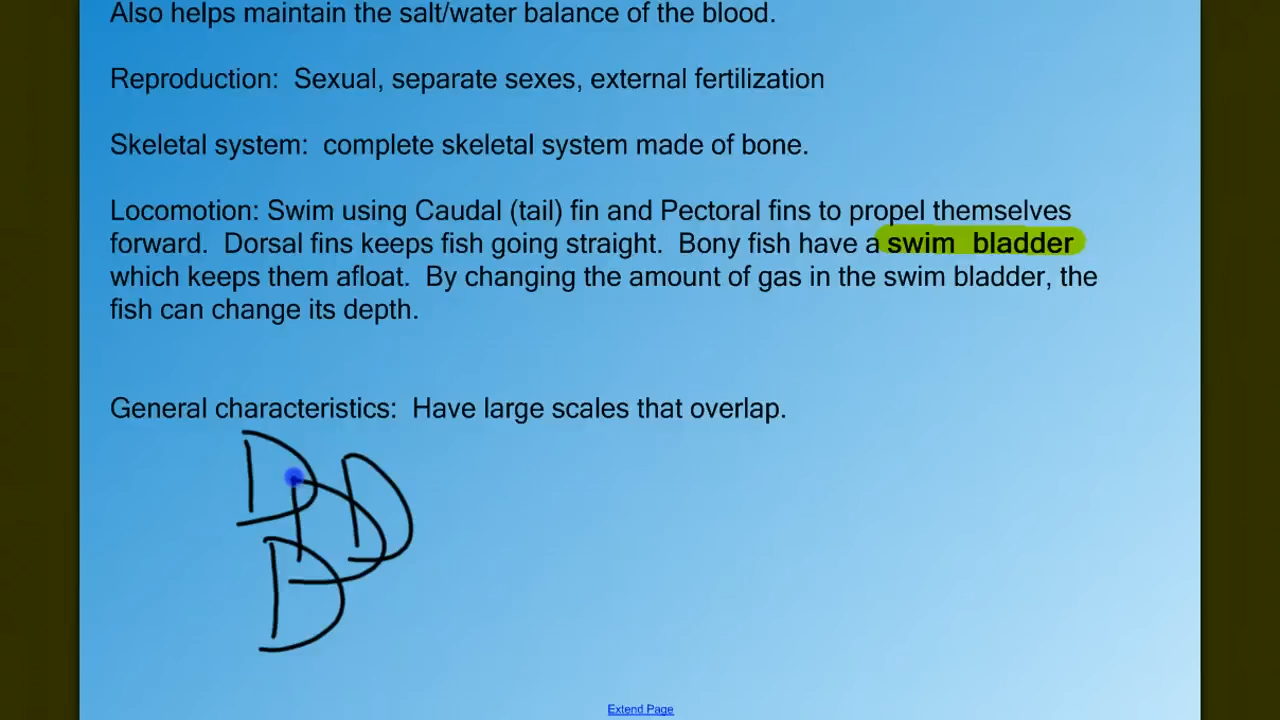 Also helps maintain the salt/water balance of the blood.
Reproduction:  Sexual, separate sexes, external fertilization
Skeletal system:  complete skeletal system made of bone.
Locomotion: Swim using Caudal (tail) fin and Pectoral fins to propel themselves
forward.  Dorsal fins keeps fish going straight.  Bony fish have a swim  bladder
which keeps them afloat.  By changing the amount of gas in the swim bladder, the
fish can change its depth.
General characteristics:  Have large scales that overlap.
Extend Page